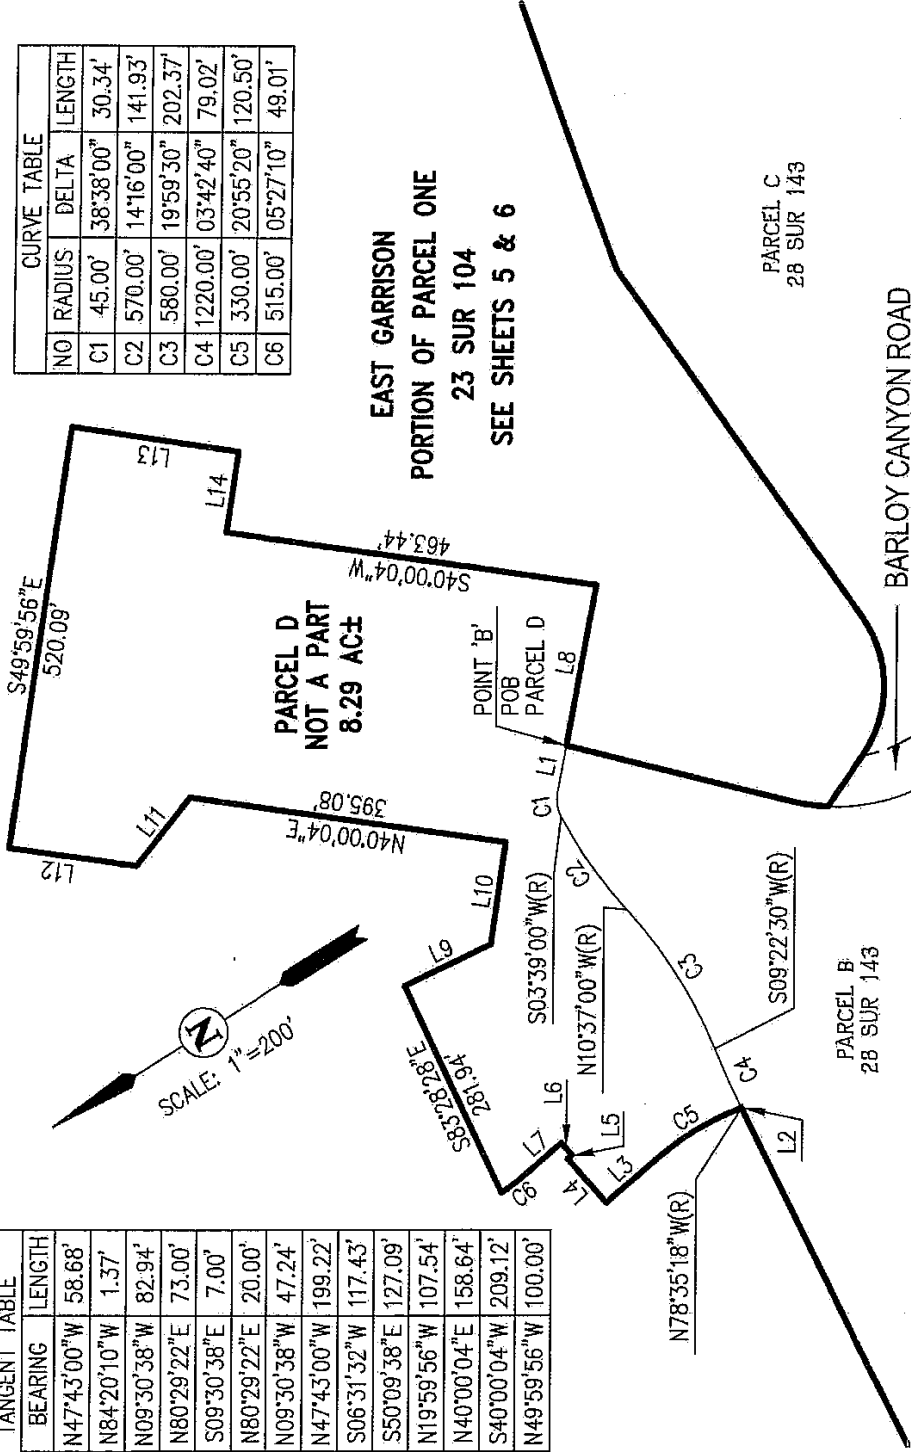 TANGENT TABLE
BEARING LENGTH
N47°43'00"W 58.68'
N84°20'10"W 1.37'
N09°30'38"W 82.94'
N80°29'22"E 73.00'
S09°30'38"E 7.00'
N80°29'22"E 20.00'
N09°30'38"W 47.24'
N47°43'00"W 199.22'
S06°31'32"W 117.43'
S50°09'38"E 127.09'
N19°59'56"W 107.54'
N40°00'04"E 158.64'
S40°00'04"W 209.12'
N49°59'56"W 100.00'
CURVE TABLE
NO RADIUS DELTA LENGTH
C1 45.00' 38°38'00" 30.34'
C2 570.00' 14°16'00" 141.93'
C3 580.00' 19°59'30" 202.37'
C4 1220.00' 03°42'40" 79.02'
C5 330.00' 20°55'20" 120.50'
C6 515.00' 05°27'10" 49.01'
S49°59'56"E
520.09'
L12
L11
L13
L14
N40°00'04"E
395.08'
PARCEL D
NOT A PART
8.29 AC±
S40°00'04"W
463.44'
EAST GARRISON
PORTION OF PARCEL ONE
23 SUR 104
SEE SHEETS 5 & 6
N
SCALE: 1"=200'
L10
L9
S83°28'28"E
281.94'
POINT 'B'
POB
PARCEL D
L8
L1
C1
C2
S03°39'00"W(R)
N10°37'00"W(R)
C3
S09°22'30"W(R)
C4
L6
L7
C6
L5
L4
L3
C5
L2
N78°35'18"W(R)
PARCEL B
28 SUR 143
PARCEL C
28 SUR 143
BARLOY CANYON ROAD